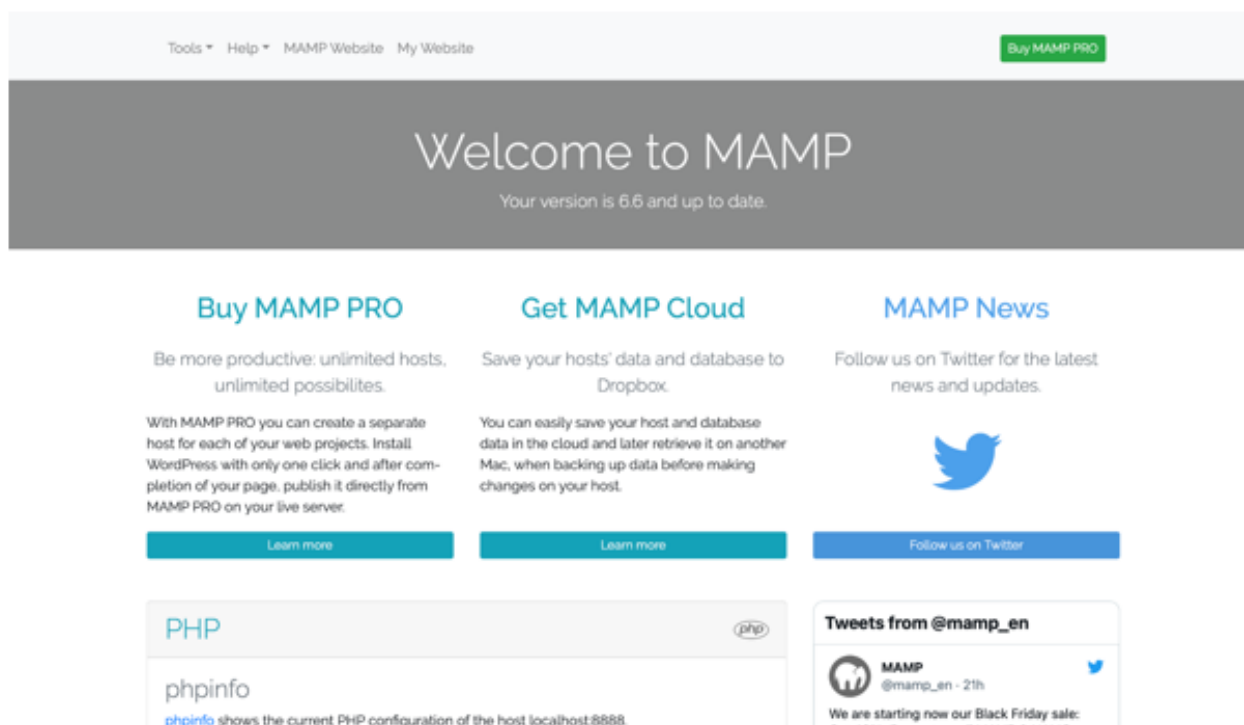 Tools Help MAMP Website My Website
Buy MAMP PRO
Welcome to MAMP
Your version is 6.6 and up to date.
Buy MAMP PRO
Be more productive: unlimited hosts,
unlimited possibilites.
With MAMP PRO you can create a separate
host for each of your web projects. Install
WordPress with only one click and after com-
pletion of your page, publish it directly from
MAMP PRO on your live server.
Learn more
Get MAMP Cloud
Save your hosts' data and database to
Dropbox.
You can easily save your host and database
data in the cloud and later retrieve it on another
Mac, when backing up data before making
changes on your host.
Learn more
MAMP News
Follow us on Twitter for the latest
news and updates.
Follow us on Twitter
PHP
php
phpinfo
phpinfo shows the current PHP configuration of the host localhost:8888.
Tweets from @mamp_en
MAMP
@mamp_en · 21h
We are starting now our Black Friday sale: